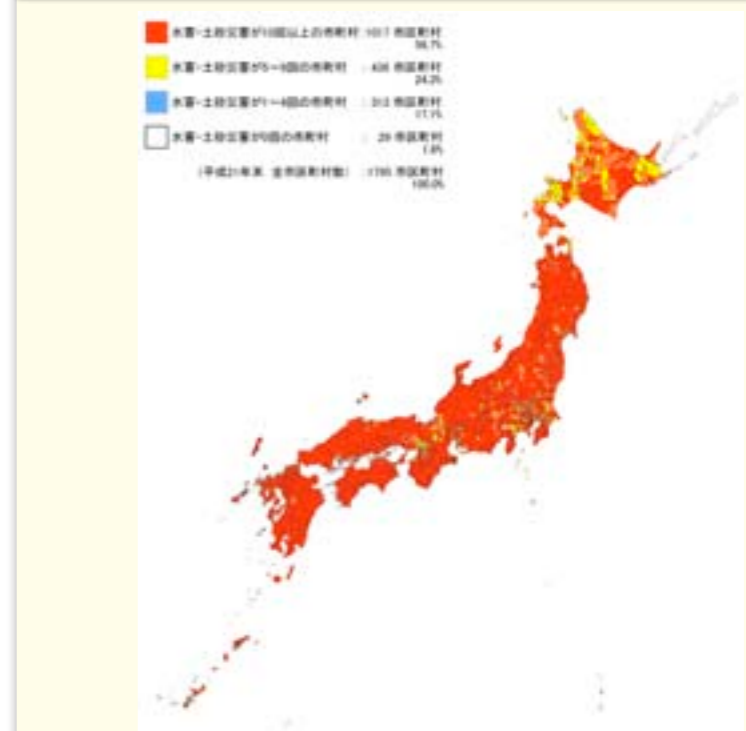 水害・土砂災害が10回以上の市町村 : 1017 市区町村
56.7%
水害・土砂災害が5～9回の市町村 : 436 市区町村
24.3%
水害・土砂災害が1～4回の市町村 : 313 市区町村
17.1%
水害・土砂災害が0回の市町村 : 29 市区町村
1.6%
(平成21年末 全市区町村数) : 1795 市区町村
100.0%